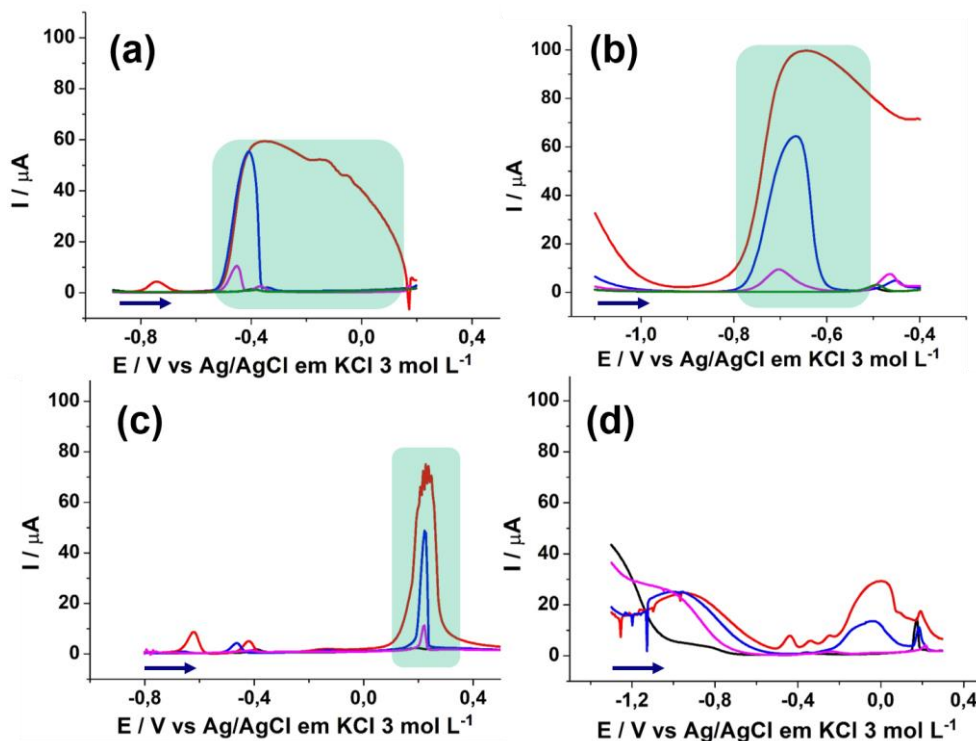 (a)
I / μA
100
80
60
40
20
0
-0,8 -0,4 0,0 0,4
E / V vs Ag/AgCl em KCl 3 mol L-1
(b)
I / μA
100
80
60
40
20
0
-1,0 -0,8 -0,6 -0,4
E / V vs Ag/AgCl em KCl 3 mol L-1
(c)
I / μA
100
80
60
40
20
0
-0,8 -0,4 0,0 0,4
E / V vs Ag/AgCl em KCl 3 mol L-1
(d)
I / μA
100
80
60
40
20
0
-1,2 -0,8 -0,4 0,0 0,4
E / V vs Ag/AgCl em KCl 3 mol L-1